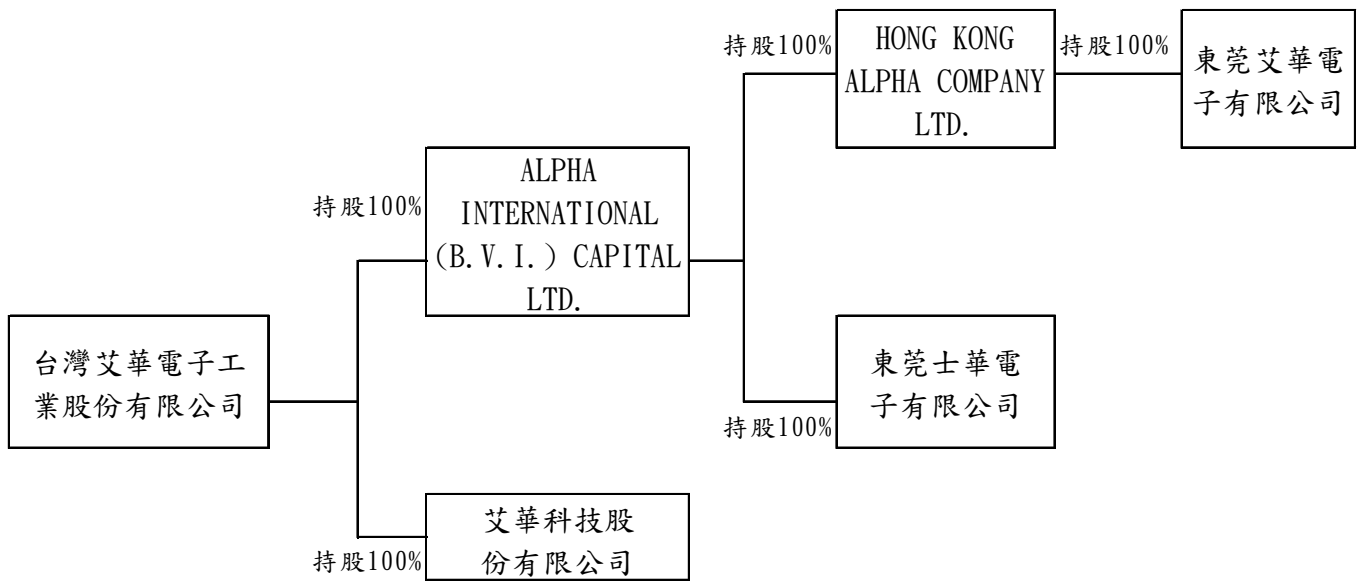 持股100%
HONG KONG
ALPHA COMPANY
LTD.
持股100%
東莞艾華電
子有限公司
持股100%
ALPHA
INTERNATIONAL
(B.V.I.) CAPITAL
LTD.
台灣艾華電子工
業股份有限公司
東莞士華電
子有限公司
持股100%
艾華科技股
份有限公司
持股100%